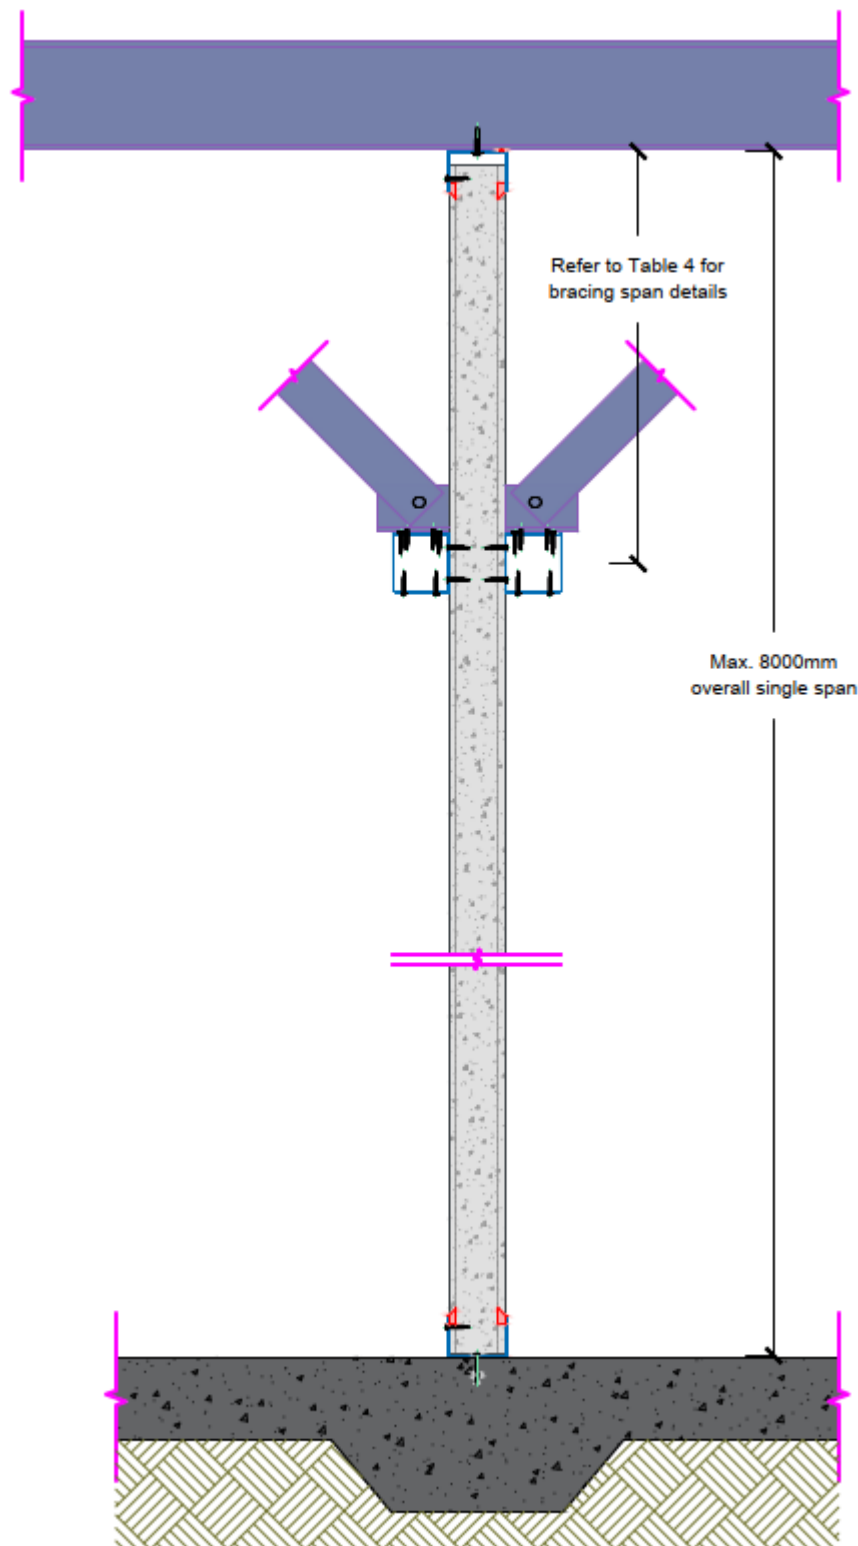 Refer to Table 4 for
bracing span details
Max. 8000mm
overall single span